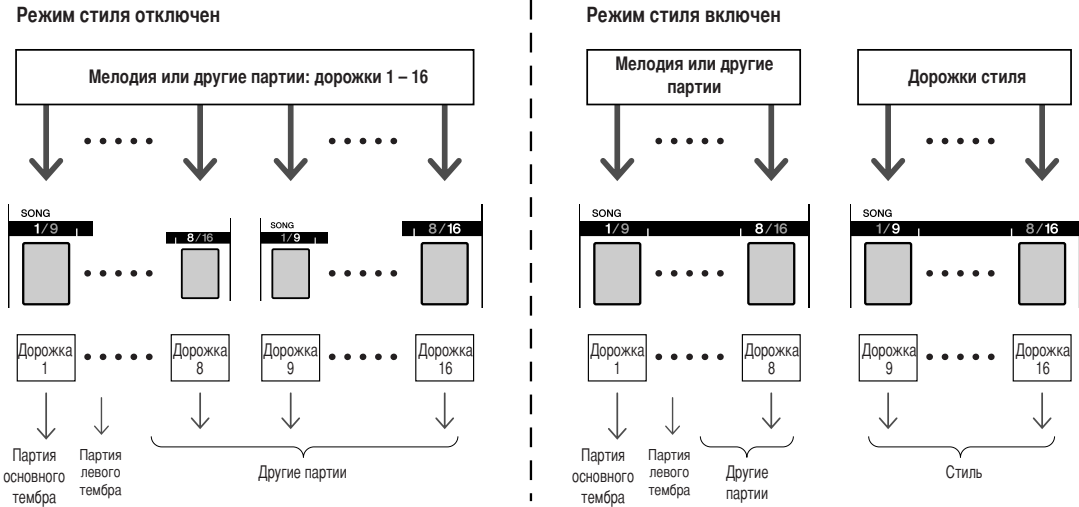 Режим стиля отключен
Мелодия или другие партии: дорожки 1 – 16
SONG
1/9
8/16
SONG
1/9
8/16
Дорожка
1
Дорожка
8
Дорожка
9
Дорожка
16
Партия
основного
тембра
Партия
левого
тембра
Другие партии
Режим стиля включен
Мелодия или другие
партии
Дорожки стиля
SONG
1/9
8/16
SONG
1/9
8/16
Дорожка
1
Дорожка
8
Дорожка
9
Дорожка
16
Партия
основного
тембра
Партия
левого
тембра
Другие
партии
Стиль